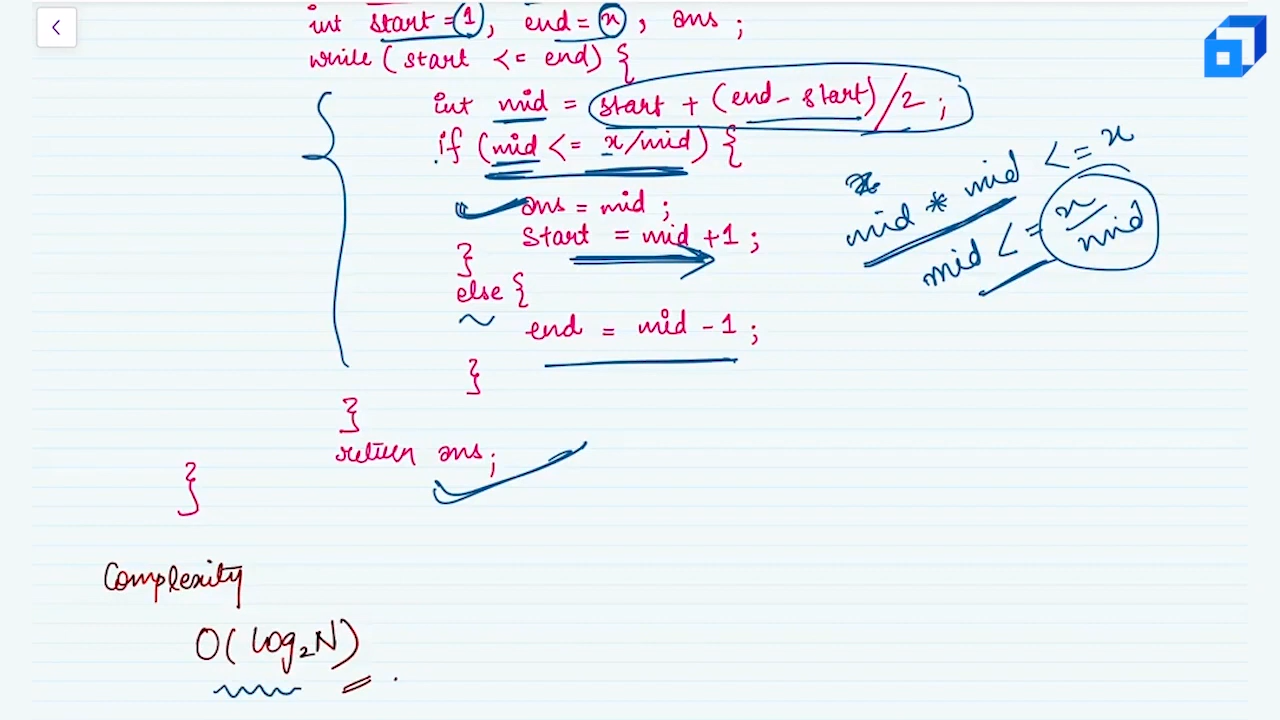 int start = 1, end = x, ans ;
while ( start <= end) {
int mid = start + (end - start) / 2 ;
if (mid <= x/mid) {
ans = mid ;
start = mid +1 ;
}
else {
end = mid - 1 ;
}
}
return ans ;
}
mid * mid <= x
mid <= x/mid
Complexity
O( log₂N)